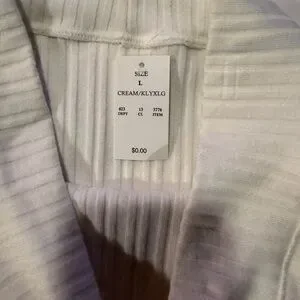 SIZE
L
CREAM/KLYXLG
823 13 3776
DEPT CL ITEM
$0.00